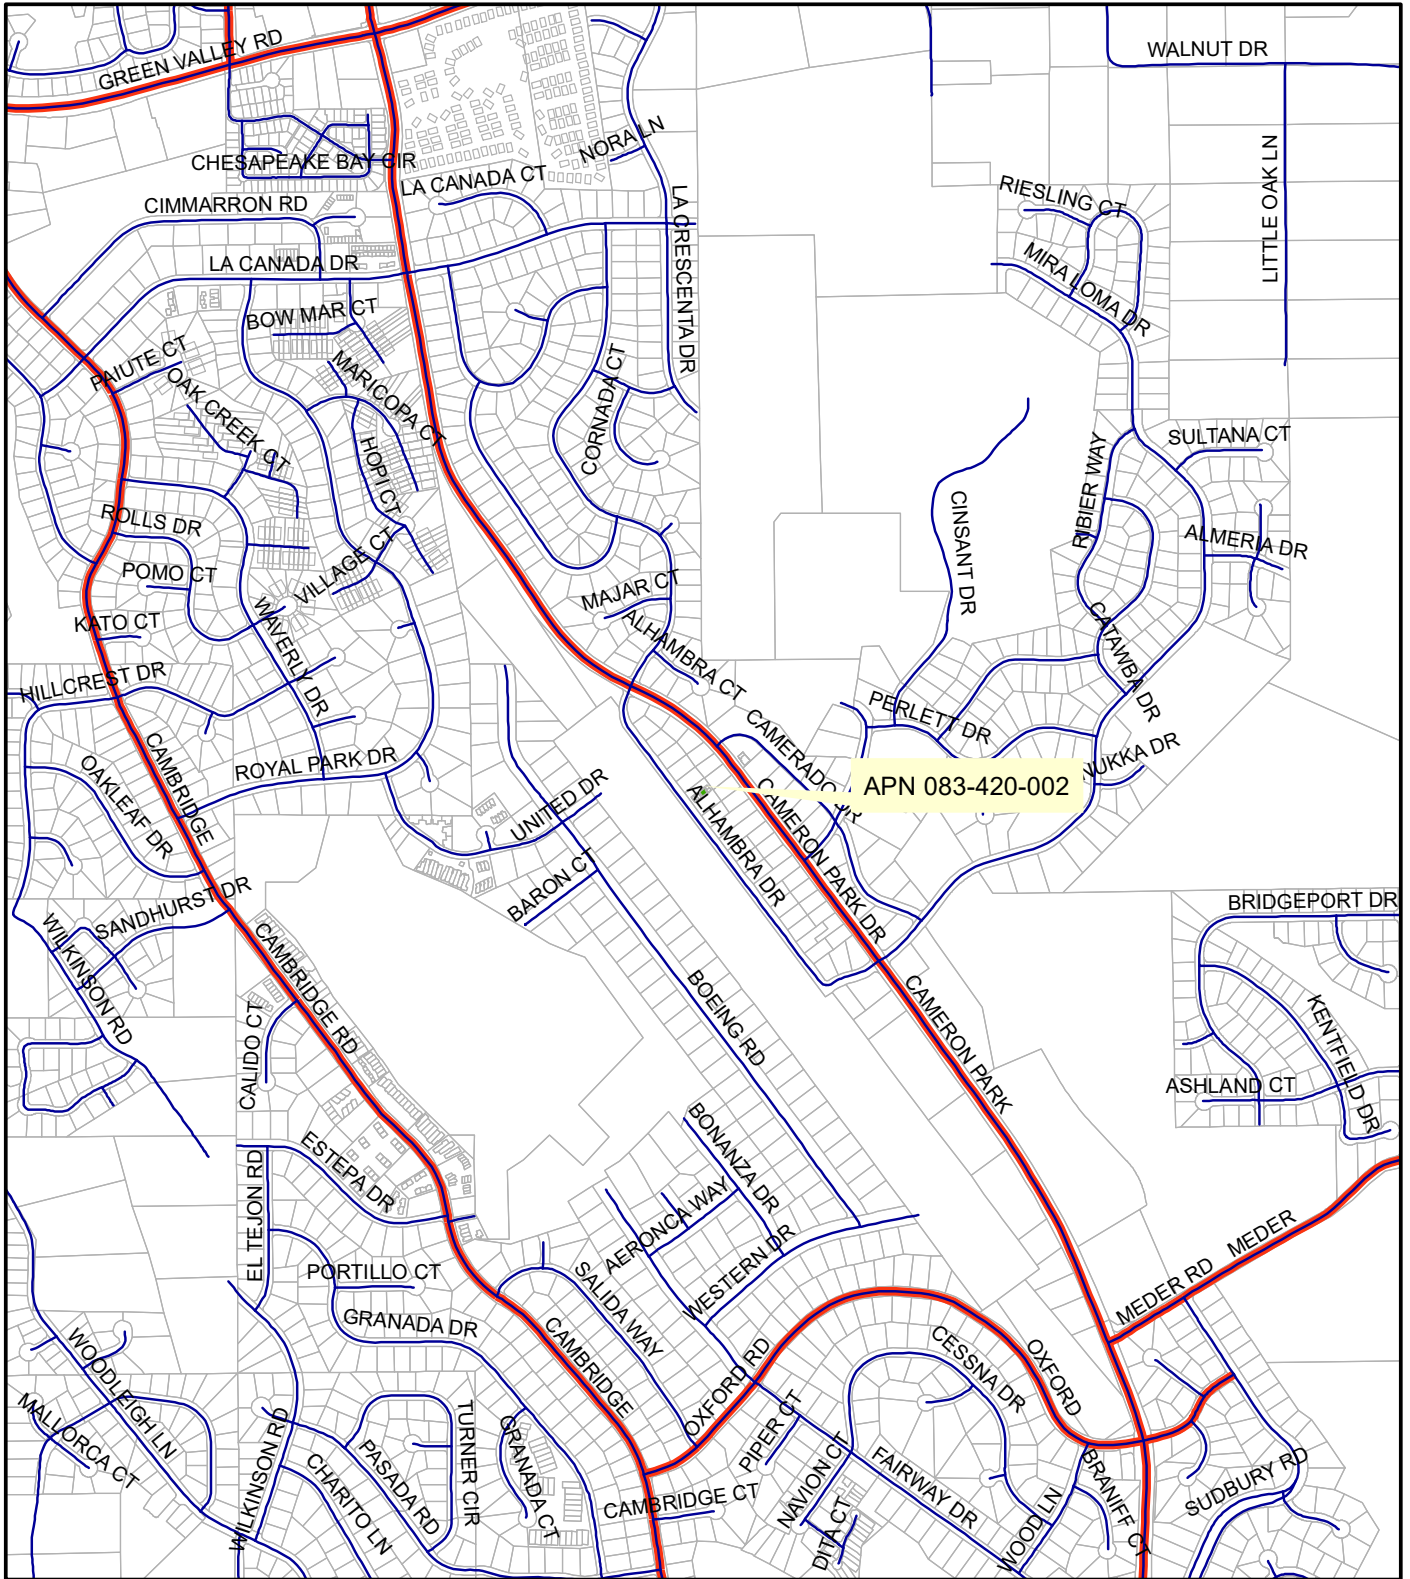 WALNUT DR
GREEN VALLEY RD
NORA LN
CHESAPEAKE BAY CIR
LA CANADA CT
LITTLE OAK LN
RIESLING CT
CIMMARRON RD
LA CRESCENTA DR
MIRA LOMA DR
LA CANADA DR
BOW MAR CT
PAIUTE CT
MARICOPA CT
OAK CREEK CT
CORNADA CT
HOPI CT
SULTANA CT
RIBIER WAY
CINSANT DR
ROLLS DR
ALMERIA DR
VILLAGE CT
POMO CT
MAJAR CT
WAVERLY DR
KATO CT
ALHAMBRA CT
CATAWBA DR
HILLCREST DR
PERLETT DR
CAMERADO DR
NUKKA DR
CAMBRIDGE
OAKLEAF DR
ROYAL PARK DR
APN 083-420-002
UNITED DR
ALHAMBRA DR
CAMERON PARK DR
BARON CT
SANDHURST DR
BRIDGEPORT DR
WILKINSON RD
CAMBRIDGE RD
BOEING RD
CAMERON PARK
KENTFIELD DR
CALIDO CT
ASHLAND CT
BONANZA DR
ESTEPA DR
EL TEJON RD
AERONCA WAY
WESTERN DR
MEDER
PORTILLO CT
SALIDA WAY
MEDER RD
GRANADA DR
CAMBRIDGE
CESSNA DR
OXFORD
WOODLEIGH LN
OXFORD RD
MALLORCA CT
PIPER CT
TURNER CIR
GRANADA CT
WILKINSON RD
PASADA RD
CHARITO LN
NAVION CT
FAIRWAY DR
BRANIFF CT
SUDBURY RD
CAMBRIDGE CT
DITA CT
WOOD LN